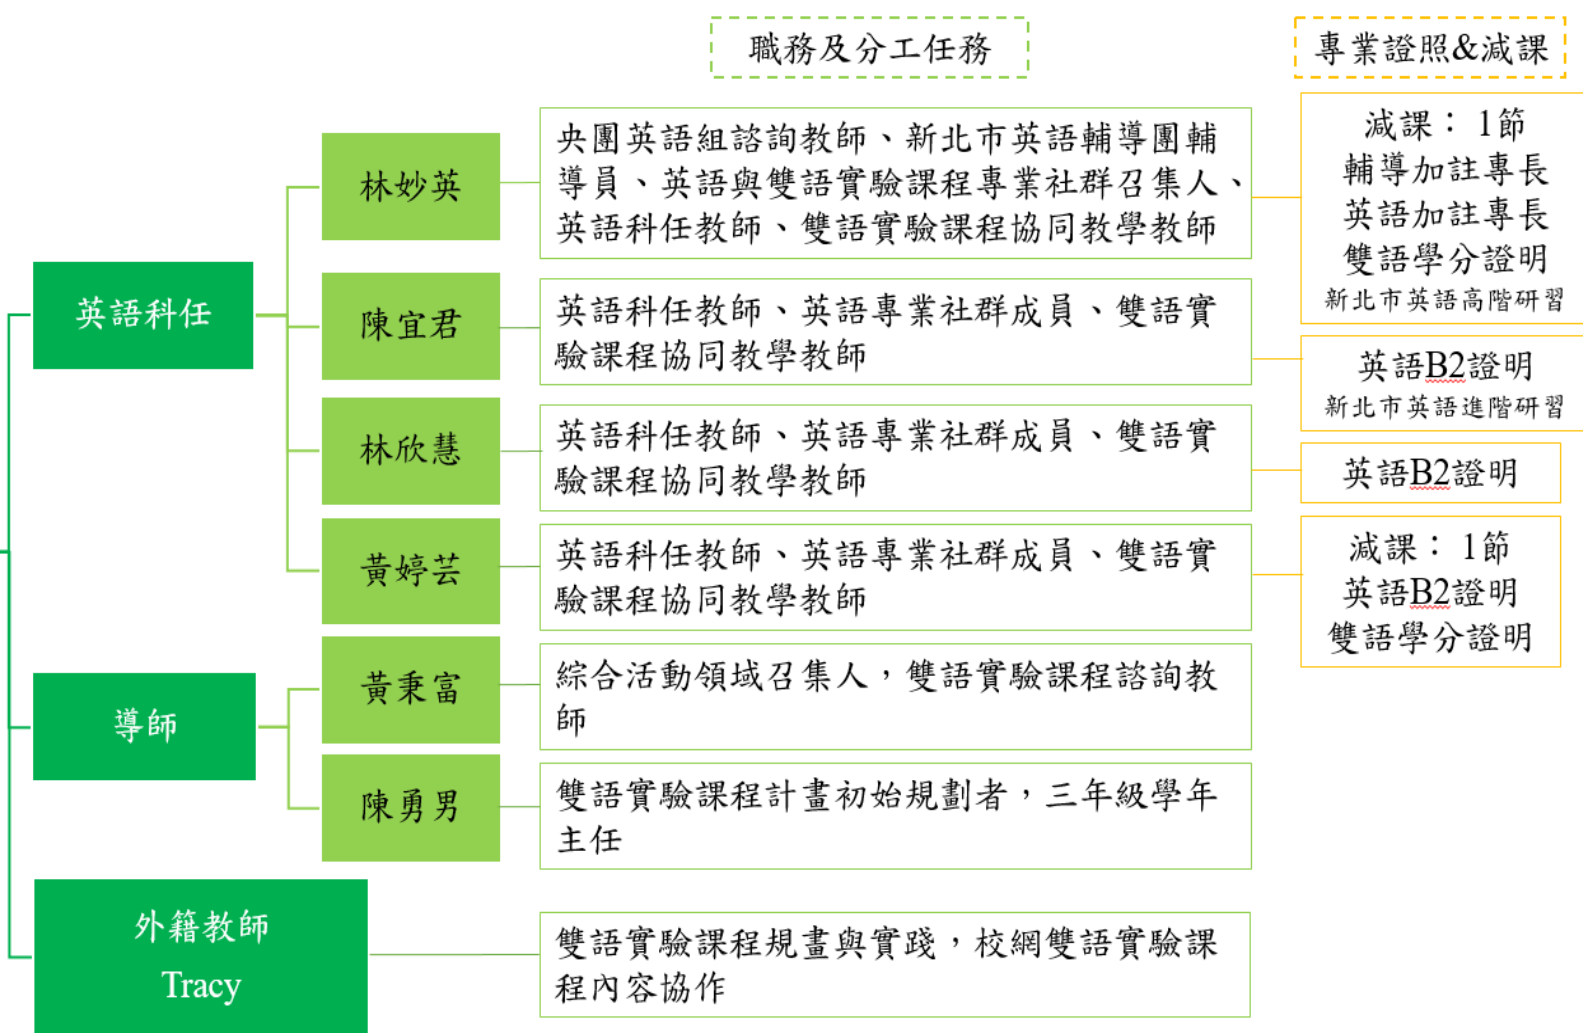 職務及分工任務
專業證照&減課
英語科任
林妙英
央團英語組諮詢教師、新北市英語輔導團輔
導員、英語與雙語實驗課程專業社群召集人、
英語科任教師、雙語實驗課程協同教學教師
減課：1節
輔導加註專長
英語加註專長
雙語學分證明
新北市英語高階研習
陳宜君
英語科任教師、英語專業社群成員、雙語實
驗課程協同教學教師
英語B2證明
新北市英語進階研習
林欣慧
英語科任教師、英語專業社群成員、雙語實
驗課程協同教學教師
英語B2證明
黃婷芸
英語科任教師、英語專業社群成員、雙語實
驗課程協同教學教師
減課：1節
英語B2證明
雙語學分證明
導師
黃秉富
綜合活動領域召集人，雙語實驗課程諮詢教
師
陳勇男
雙語實驗課程計畫初始規劃者，三年級學年
主任
外籍教師
Tracy
雙語實驗課程規畫與實踐，校網雙語實驗課
程內容協作